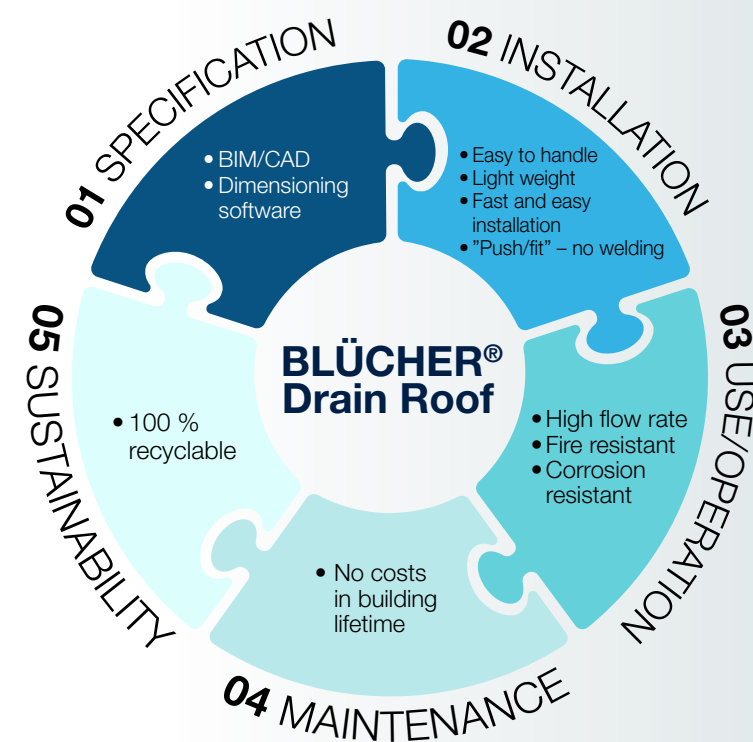 01 SPECIFICATION
• BIM/CAD
• Dimensioning
software
02 INSTALLATION
• Easy to handle
• Light weight
• Fast and easy
installation
• ”Push/fit” – no welding
03 USE/OPERATION
• High flow rate
• Fire resistant
• Corrosion
resistant
04 MAINTENANCE
• No costs
in building
lifetime
05 SUSTAINABILITY
• 100 %
recyclable
BLÜCHER®
Drain Roof